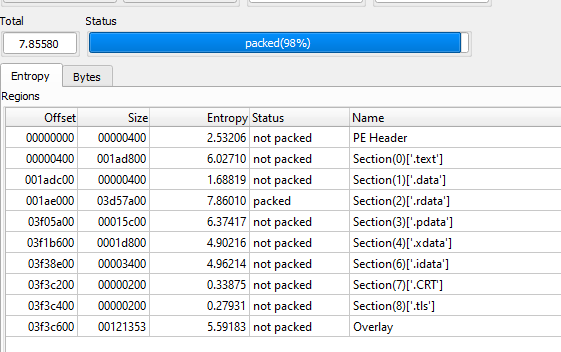 Total Status
7.85580 packed(98%)
Entropy Bytes
Regions
Offset Size Entropy Status Name
00000000 00000400 2.53206 not packed PE Header
00000400 001ad800 6.02710 not packed Section(0)['.text']
001adc00 00000400 1.68819 not packed Section(1)['.data']
001ae000 03d57a00 7.86010 packed Section(2)['.rdata']
03f05a00 00015c00 6.37417 not packed Section(3)['.pdata']
03f1b600 0001d800 4.90216 not packed Section(4)['.xdata']
03f38e00 00003400 4.96214 not packed Section(6)['.idata']
03f3c200 00000200 0.33875 not packed Section(7)['.CRT']
03f3c400 00000200 0.27931 not packed Section(8)['.tls']
03f3c600 00121353 5.59183 not packed Overlay